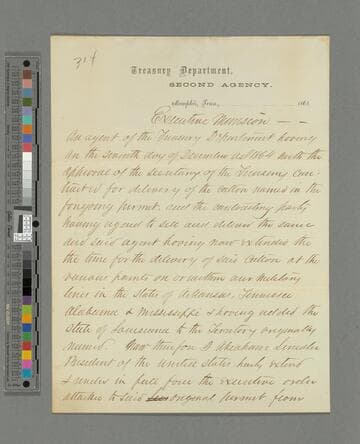 314
Treasury Department,
SECOND AGENCY,
Memphis, Tenn., 186
Executive Mansion — —
An agent of the Treasury Department having
on the seventh day of December AD 1864 with the
approval of the Secretary of the Treasury con
tracted for delivery of the cotton named in the
foregoing permit. and the contracting party
having agreed to sell and deliver the same
and said agent having now extended the
the time for the delivery of said cotton at the
various points on or within our military
lines in the State of Arkansas, Tennessee
Alabama & Mississippi & having added the
State of Louisiana to the Territory originally
named Now therefore I Abraham Lincoln
President of the United States hereby extend
& under in full force the executive order
attached to said original permit from